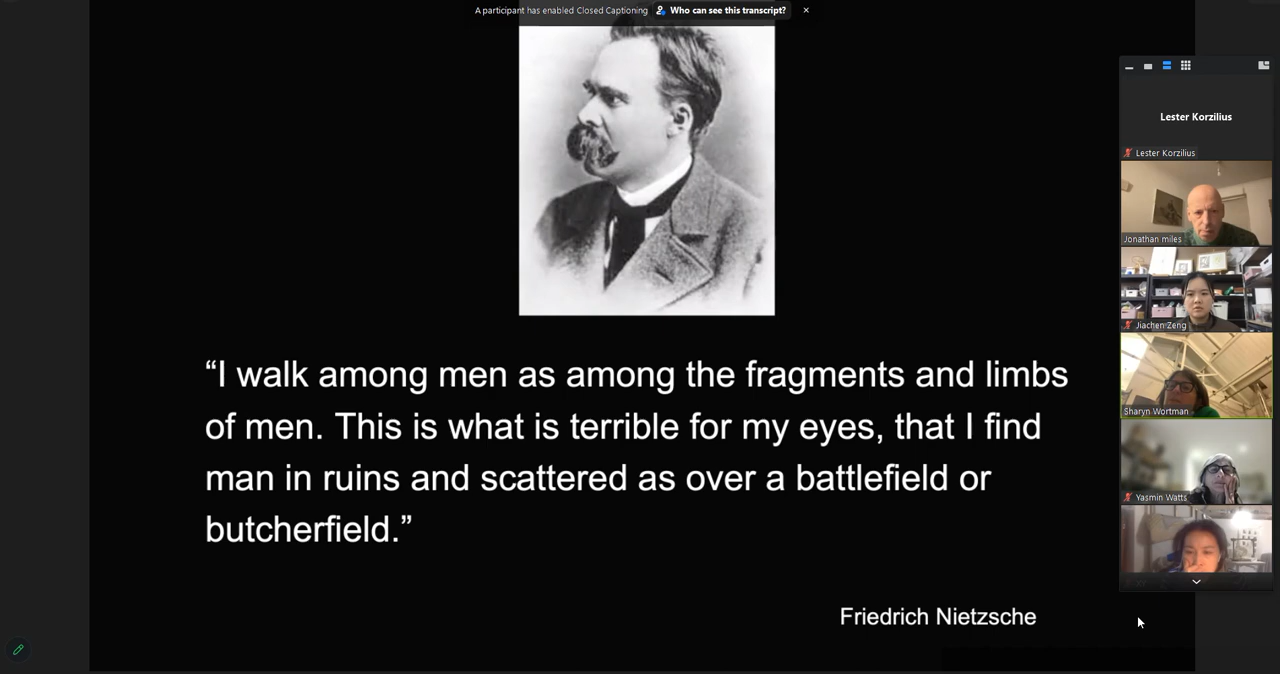 A participant has enabled Closed Captioning Who can see this transcript?
Lester Korzilius
Lester Korzilius
Jonathan miles
Jiachen Zeng
Sharyn Wortman
Yasmin Watts
“I walk among men as among the fragments and limbs
of men. This is what is terrible for my eyes, that I find
man in ruins and scattered as over a battlefield or
butcherfield.”
Friedrich Nietzsche